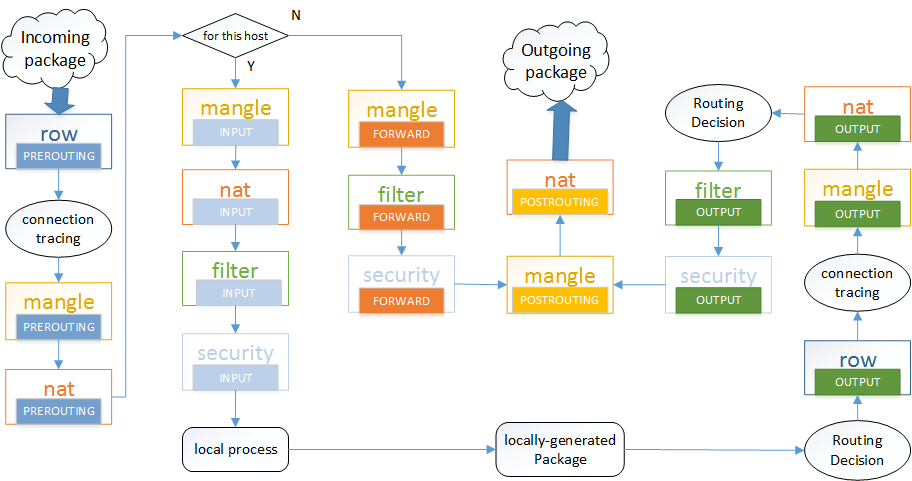 Incoming
package
row
PREROUTING
connection
tracing
mangle
PREROUTING
nat
PREROUTING
for this host
N
Y
mangle
INPUT
nat
INPUT
filter
INPUT
security
INPUT
local process
mangle
FORWARD
filter
FORWARD
security
FORWARD
Outgoing
package
nat
POSTROUTING
mangle
POSTROUTING
locally-generated
Package
Routing
Decision
filter
OUTPUT
security
OUTPUT
nat
OUTPUT
mangle
OUTPUT
connection
tracing
row
OUTPUT
Routing
Decision